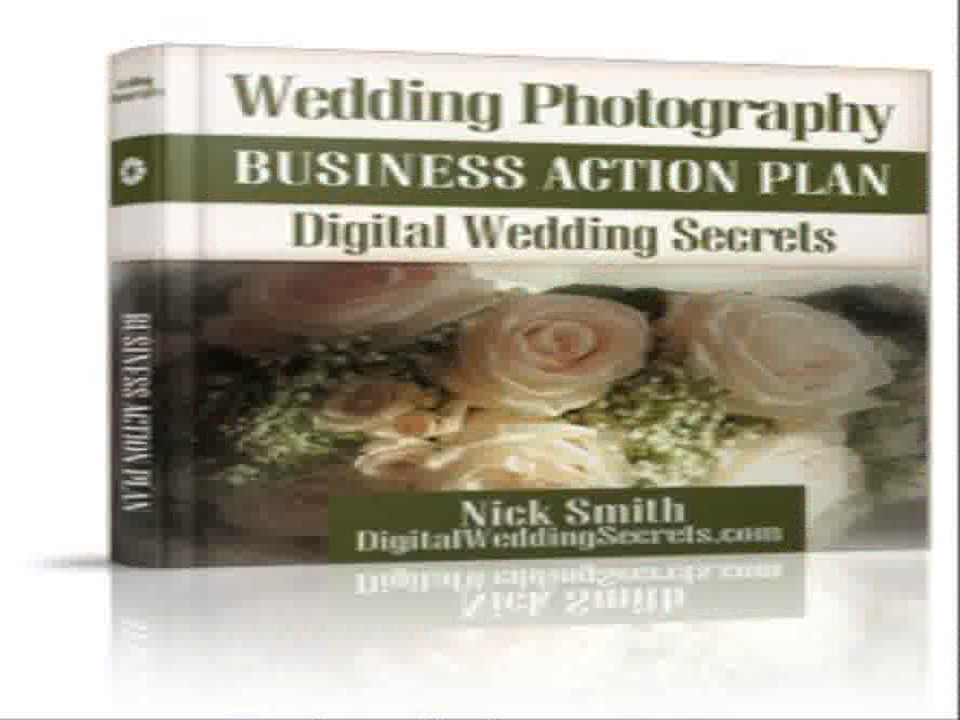 Wedding Photography
BUSINESS ACTION PLAN
Digital Wedding Secrets
Nick Smith
DigitalWeddingSecrets.com
BUSINESS ACTION PLAN